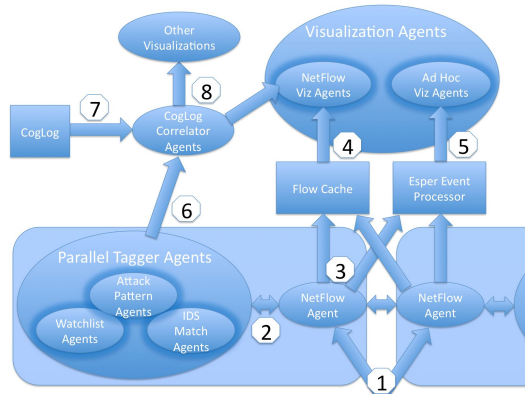 Other
Visualizations
Visualization Agents
NetFlow
Viz Agents
Ad Hoc
Viz Agents
7
8
CogLog
CogLog
Correlator
Agents
4
5
Flow Cache
Esper Event
Processor
6
Parallel Tagger Agents
3
Attack
Pattern
Agents
Watchlist
Agents
IDS
Match
Agents
2
NetFlow
Agent
NetFlow
Agent
1